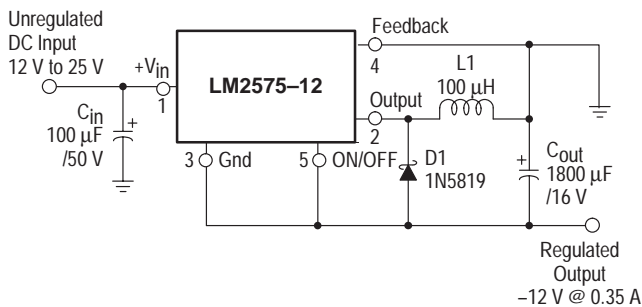 Unregulated
DC Input
12 V to 25 V
+Vin
1
Cin
100 µF
/50 V
+
LM2575–12
Feedback
4
Output
2
3
Gnd
5
ON/OFF
L1
100 µH
D1
1N5819
+
Cout
1800 µF
/16 V
Regulated
Output
–12 V @ 0.35 A